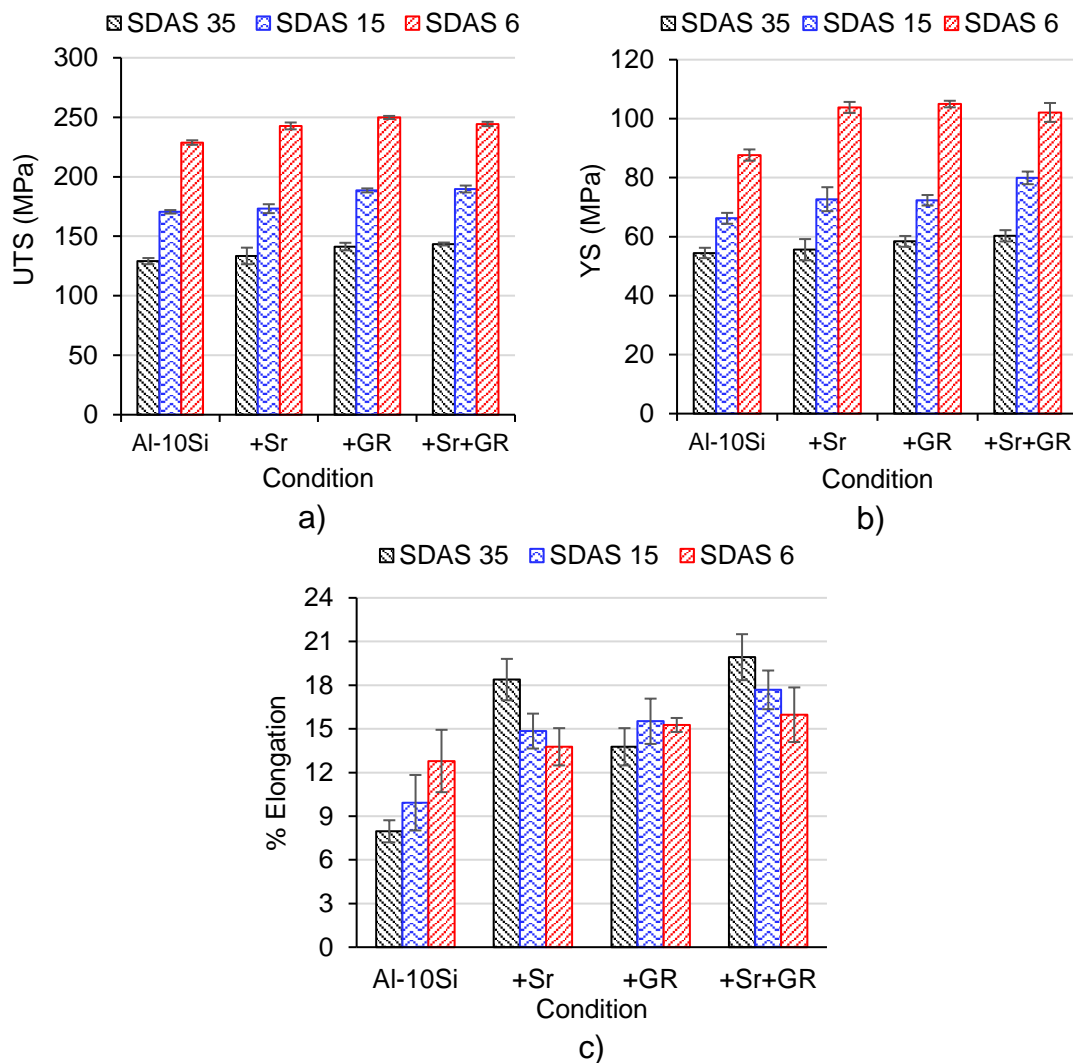 SDAS 35 SDAS 15 SDAS 6
300
250
200
150
100
50
0
UTS (MPa)
Al-10Si +Sr +GR +Sr+GR
Condition
a)
SDAS 35 SDAS 15 SDAS 6
120
100
80
60
40
20
0
YS (MPa)
Al-10Si +Sr +GR +Sr+GR
Condition
b)
SDAS 35 SDAS 15 SDAS 6
24
21
18
15
12
9
6
3
0
% Elongation
Al-10Si +Sr +GR +Sr+GR
Condition
c)